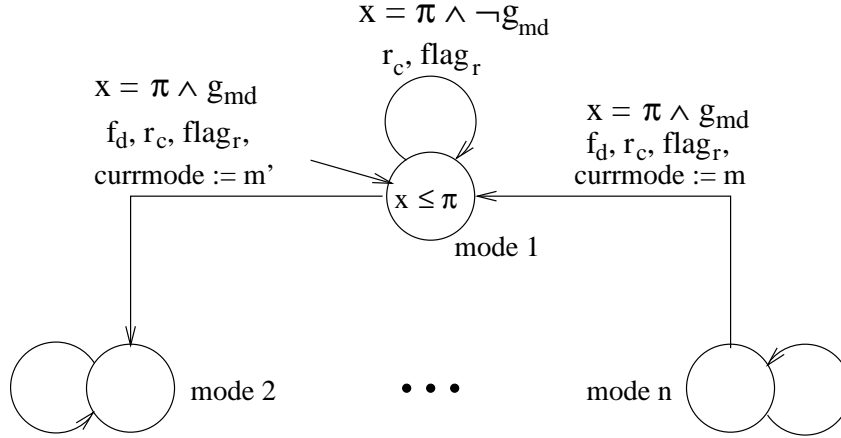 x = π ∧ ¬g_md
r_c, flag_r
x = π ∧ g_md
f_d, r_c, flag_r,
currmode := m’
x = π ∧ g_md
f_d, r_c, flag_r,
currmode := m
x ≤ π
mode 1
mode 2
• • •
mode n